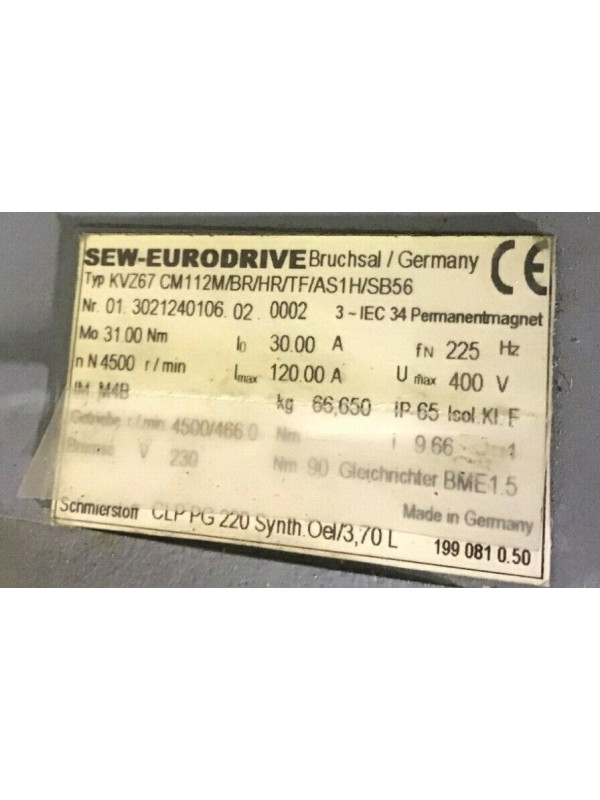 SEW-EURODRIVE Bruchsal / Germany CE
Typ KVZ67 CM112M/BR/HR/TF/AS1H/SB56
Nr. 01. 3021240106. 02 . 0002 3 ~ IEC 34 Permanentmagnet
Mo 31.00 Nm Io 30.00 A fN 225 Hz
n N 4500 r / min Imax 120.00 A U max 400 V
IM M4B kg 66,650 IP 65 Isol. Kl. F
Getriebe r/min 4500/466.0 Nm i 9.66 1
Bremse V 230 Nm 90 Gleichrichter BME1.5
Schmierstoff CLP PG 220 Synth.Oel/3,70 L Made in Germany
199 081 0.50